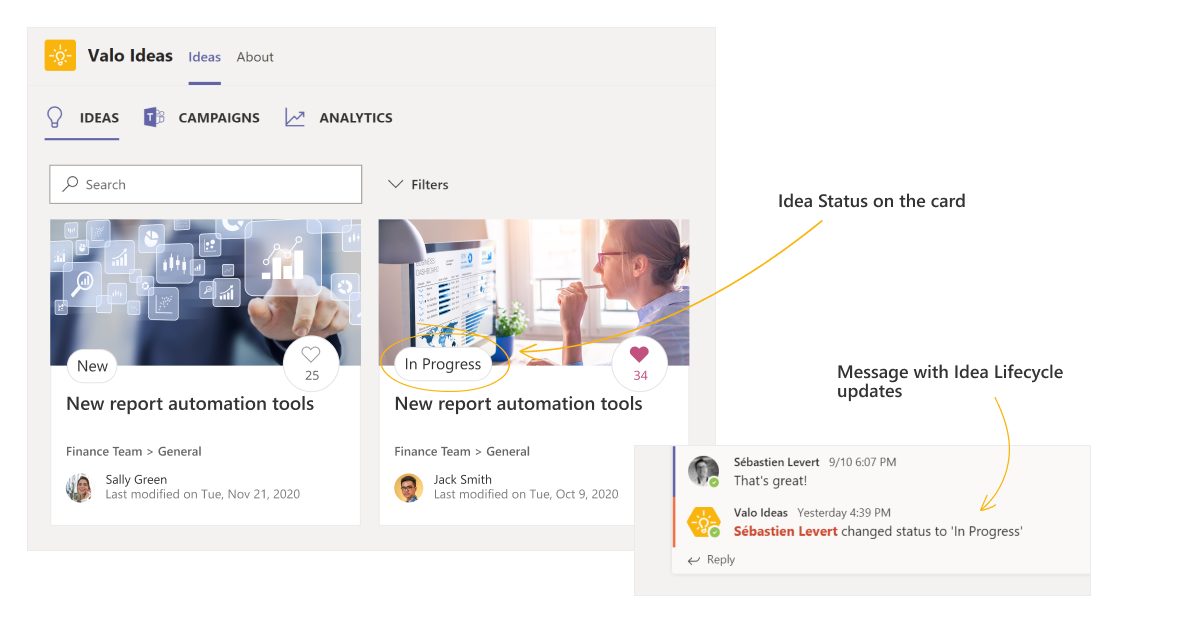 Valo Ideas Ideas About
IDEAS CAMPAIGNS ANALYTICS
Search Filters
Idea Status on the card
BUSINESS
DASHBOARD
New 25
In Progress 34
New report automation tools
Finance Team > General
Sally Green
Last modified on Tue, Nov 21, 2020
New report automation tools
Finance Team > General
Jack Smith
Last modified on Tue, Oct 9, 2020
Message with Idea Lifecycle
updates
Sébastien Levert 9/10 6:07 PM
That's great!
Valo Ideas Yesterday 4:39 PM
Sébastien Levert changed status to 'In Progress'
Reply